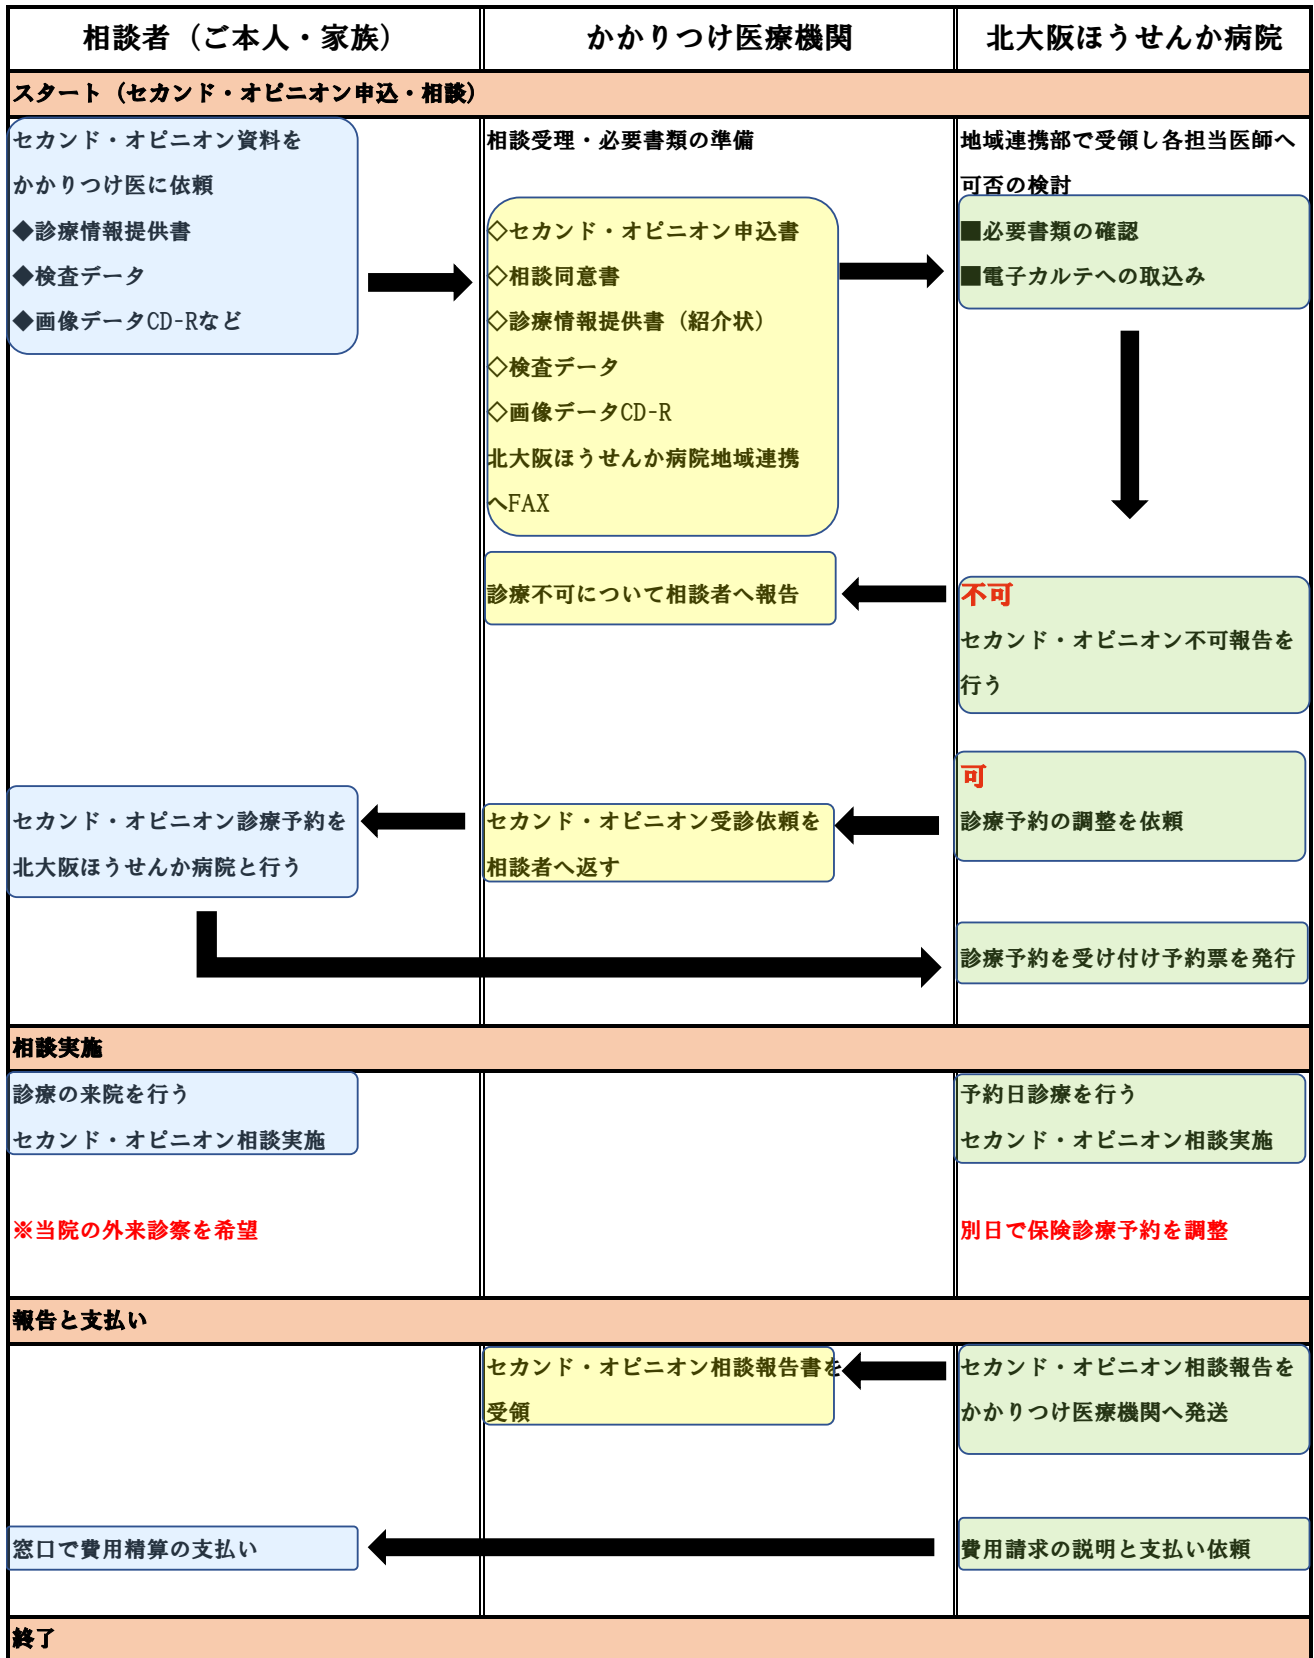 相談者（ご本人・家族）
かかりつけ医療機関
北大阪ほうせんか病院
スタート（セカンド・オピニオン申込・相談）
セカンド・オピニオン資料を
かかりつけ医に依頼
◆診療情報提供書
◆検査データ
◆画像データCD-Rなど
相談受理・必要書類の準備
◇セカンド・オピニオン申込書
◇相談同意書
◇診療情報提供書（紹介状）
◇検査データ
◇画像データCD-R
北大阪ほうせんか病院地域連携
へFAX
地域連携部で受領し各担当医師へ
可否の検討
■必要書類の確認
■電子カルテへの取込み
診療不可について相談者へ報告
不可
セカンド・オピニオン不可報告を
行う
可
診療予約の調整を依頼
セカンド・オピニオン受診依頼を
相談者へ返す
セカンド・オピニオン診療予約を
北大阪ほうせんか病院と行う
診療予約を受け付け予約票を発行
相談実施
診療の来院を行う
セカンド・オピニオン相談実施
※当院の外来診察を希望
予約日診療を行う
セカンド・オピニオン相談実施
別日で保険診療予約を調整
報告と支払い
セカンド・オピニオン相談報告書を
受領
セカンド・オピニオン相談報告を
かかりつけ医療機関へ発送
窓口で費用精算の支払い
費用請求の説明と支払い依頼
終了